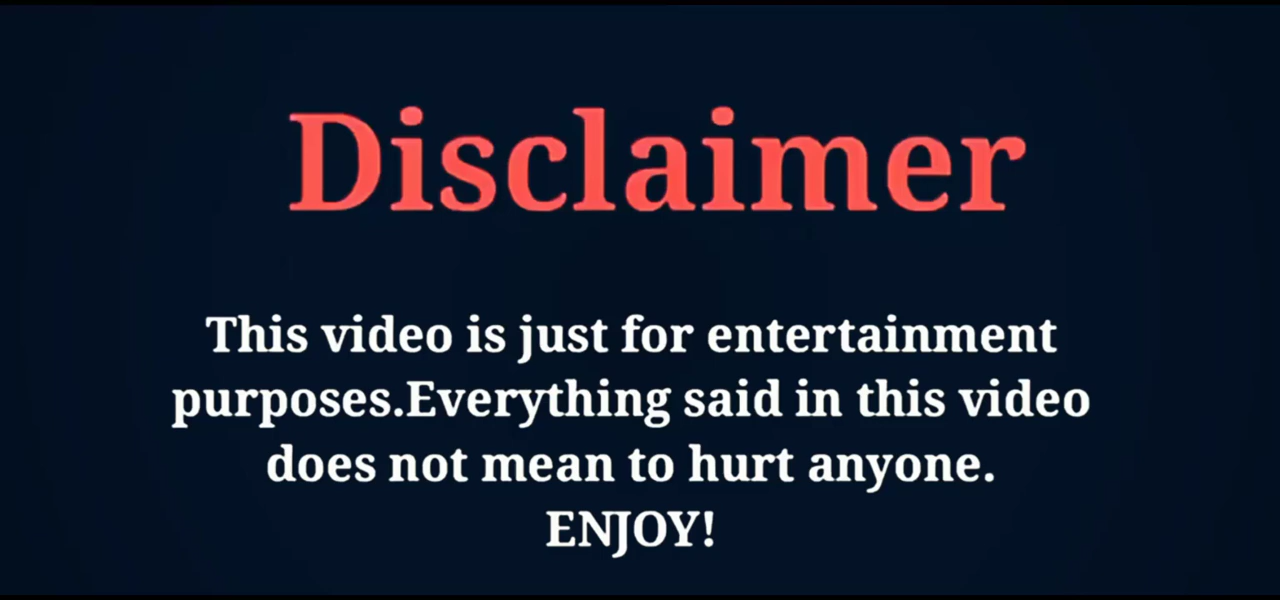 Disclaimer
This video is just for entertainment
purposes.Everything said in this video
does not mean to hurt anyone.
ENJOY!